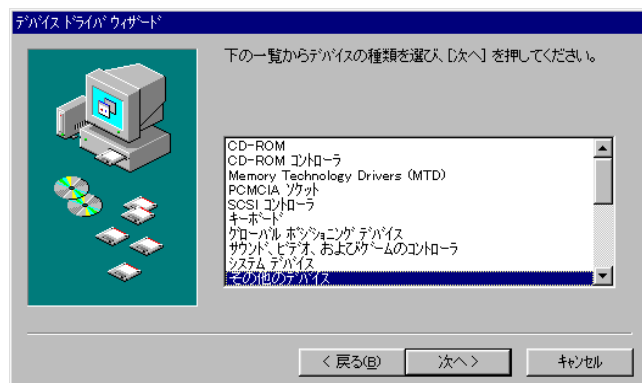 ﾃﾞﾊﾞｲｽ ﾄﾞﾗｲﾊﾞ ｳｨｻﾞｰﾄﾞ
下の一覧からﾃﾞﾊﾞｲｽの種類を選び、[次へ] を押してください。
CD-ROM
CD-ROM ｺﾝﾄﾛｰﾗ
Memory Technology Drivers (MTD)
PCMCIA ｿｹｯﾄ
SCSI ｺﾝﾄﾛｰﾗ
ｷｰﾎﾞｰﾄﾞ
ｸﾞﾛｰﾊﾞﾙ ﾎﾟｼﾞｼｮﾆﾝｸﾞ ﾃﾞﾊﾞｲｽ
ｻｳﾝﾄﾞ、ﾋﾞﾃﾞｵ、およびｹﾞｰﾑのｺﾝﾄﾛｰﾗ
ｼｽﾃﾑ ﾃﾞﾊﾞｲｽ
その他のﾃﾞﾊﾞｲｽ
< 戻る(B) 次へ > ｷｬﾝｾﾙ